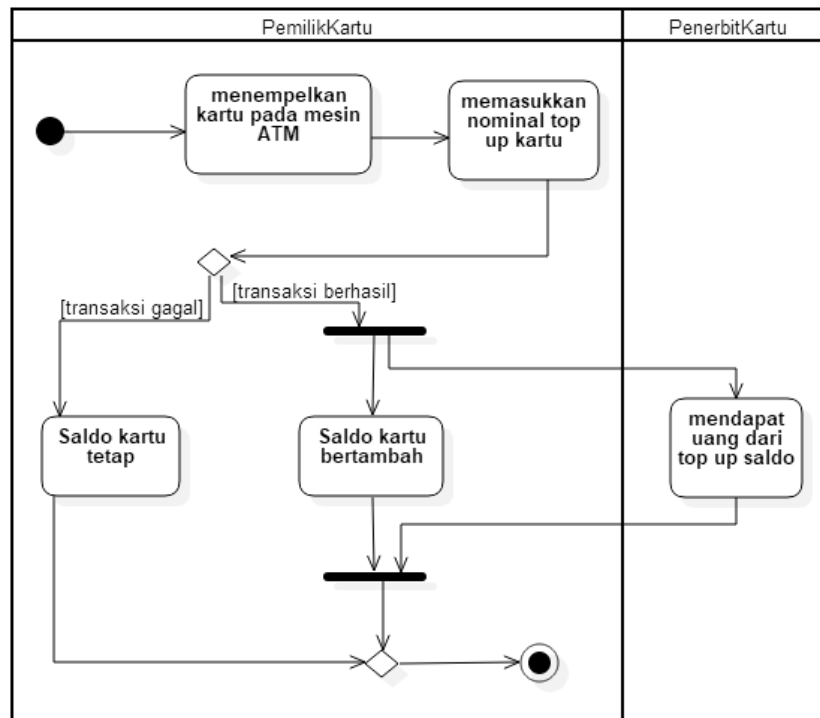 PemilikKartu
PenerbitKartu
menempelkan
kartu pada mesin
ATM
memasukkan
nominal top
up kartu
[transaksi gagal]
[transaksi berhasil]
Saldo kartu
tetap
Saldo kartu
bertambah
mendapat
uang dari
top up saldo